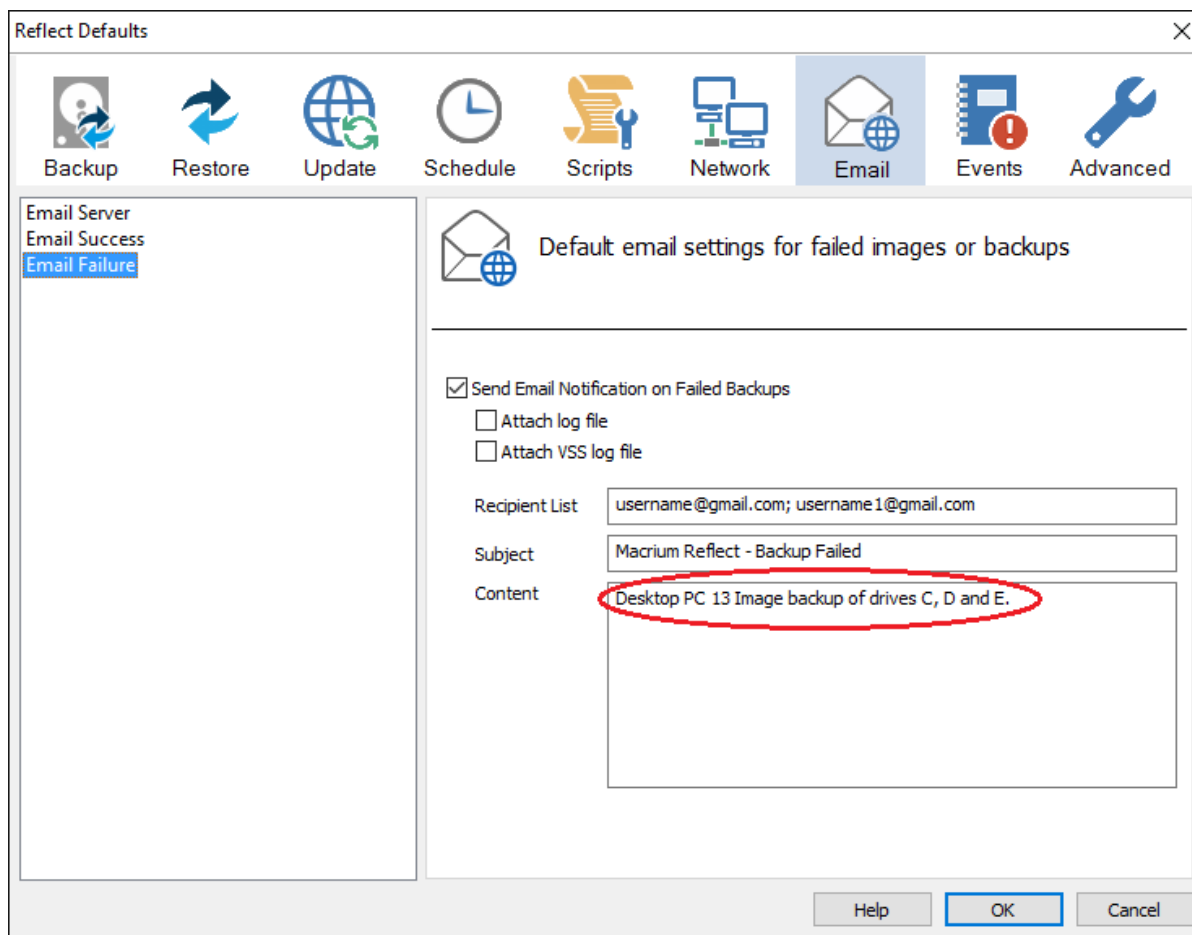 Reflect Defaults
Backup Restore Update Schedule Scripts Network Email Events Advanced
Email Server
Email Success
Email Failure
Default email settings for failed images or backups
Send Email Notification on Failed Backups
Attach log file
Attach VSS log file
Recipient List username@gmail.com; username1@gmail.com
Subject Macrium Reflect - Backup Failed
Content Desktop PC 13 Image backup of drives C, D and E.
Help OK Cancel